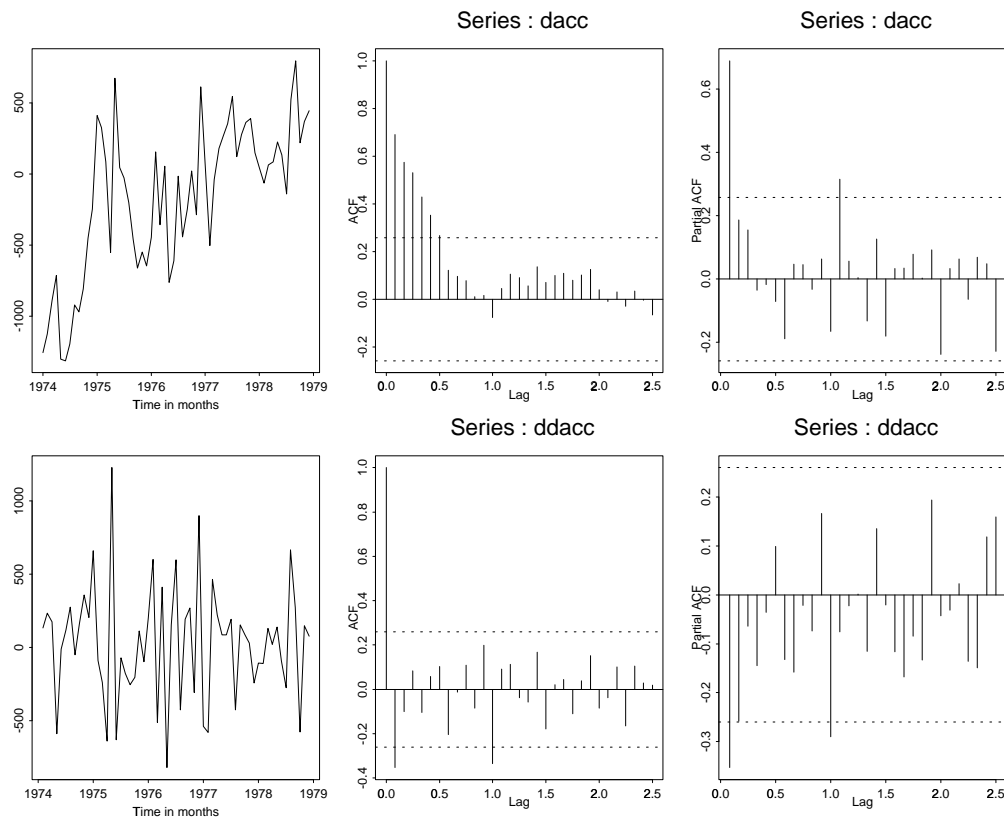 Series : dacc
Series : dacc
500
0
-500
-1000
1974 1975 1976 1977 1978 1979
Time in months
ACF
1.0
0.8
0.6
0.4
0.2
0.0
-0.2
0.0 0.5 1.0 1.5 2.0 2.5
Lag
Partial ACF
0.6
0.4
0.2
0.0
-0.2
0.0 0.5 1.0 1.5 2.0 2.5
Lag
Series : ddacc
Series : ddacc
1000
500
0
-500
1974 1975 1976 1977 1978 1979
Time in months
ACF
1.0
0.8
0.6
0.4
0.2
0.0
-0.2
-0.4
0.0 0.5 1.0 1.5 2.0 2.5
Lag
Partial ACF
0.2
0.1
0.0
-0.1
-0.2
-0.3
0.0 0.5 1.0 1.5 2.0 2.5
Lag